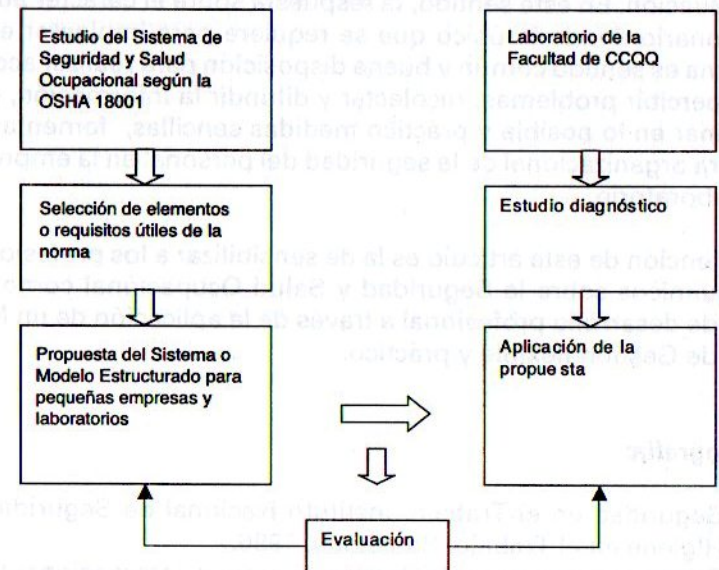 Estudio del Sistema de
Seguridad y Salud
Ocupacional según la
OSHA 18001
Selección de elementos
o requisitos útiles de la
norma
Propuesta del Sistema o
Modelo Estructurado para
pequeñas empresas y
laboratorios
Laboratorio de la
Facultad de CCQQ
Estudio diagnóstico
Aplicación de la
propue sta
Evaluación